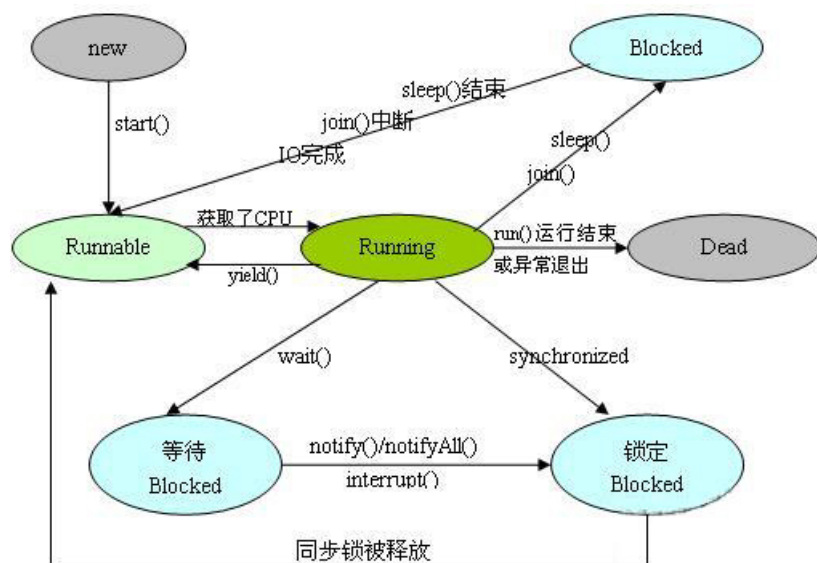 new
Blocked
start()
sleep()结束
join()中断
IO完成
sleep()
join()
获取了CPU
Runnable
Running
run()运行结束
或异常退出
Dead
yield()
wait()
synchronized
等待
Blocked
notify()/notifyAll()
interrupt()
锁定
Blocked
同步锁被释放